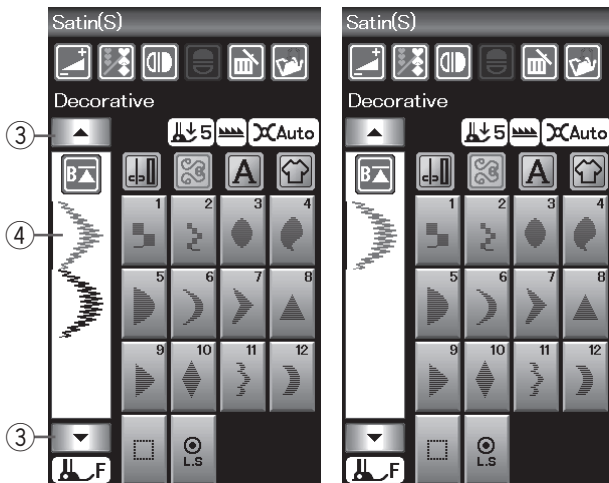 Satin(S)
Decorative
③
5
Auto
B
A
④
1 2 3 4
5 6 7 8
9 10 11 12
③
L.S
F
Satin(S)
Decorative
5
Auto
B
A
1 2 3 4
5 6 7 8
9 10 11 12
L.S
F